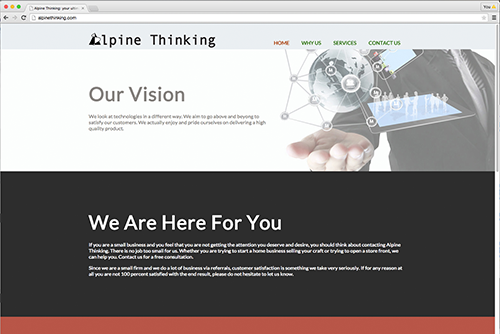 Alpine Thinking: your visi
You
alpinethinking.com
Alpine Thinking
HOME WHY US SERVICES CONTACT US
Our Vision
We look at technologies in a different way. We aim to go above and beyong to
satisfy our customers. We actually enjoy and pride ourselves on delivering a high
quality product.
We Are Here For You
If you are a small business and you feel that you are not getting the attention you deserve and desire, you should think about contacting Alpine
Thinking. There is no job too small for us. Whether you are trying to start a home business selling your craft or trying to open a store front, we
can help you. Contact us for a free consultation.
Since we are a small firm and we do a lot of business via referrals, customer satisfaction is something we take very seriously. If for any reason at
all you are not 100 percent satisfied with the end result, please do not hesitate to let us know.